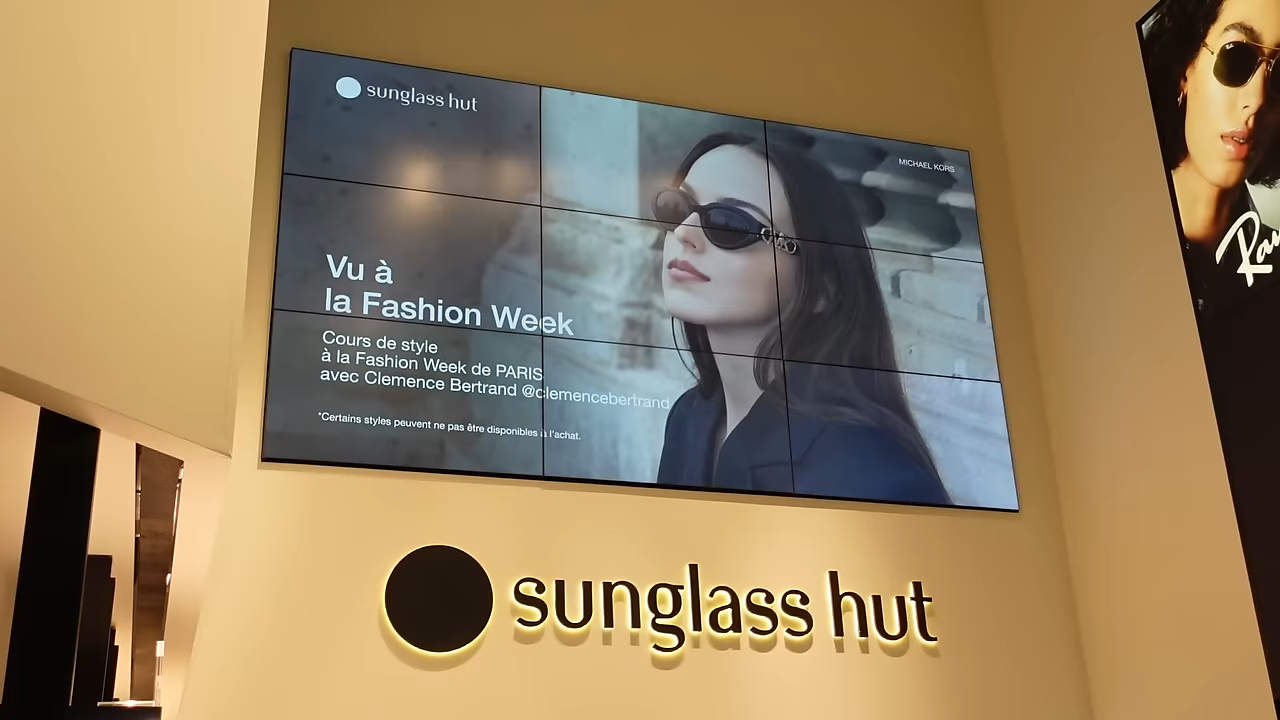 sunglass hut
MICHAEL KORS
Vu à
la Fashion Week
Cours de style
à la Fashion Week de PARIS
avec Clemence Bertrand @clemencebertrand
*Certains styles peuvent ne pas être disponibles à l'achat.
sunglass hut